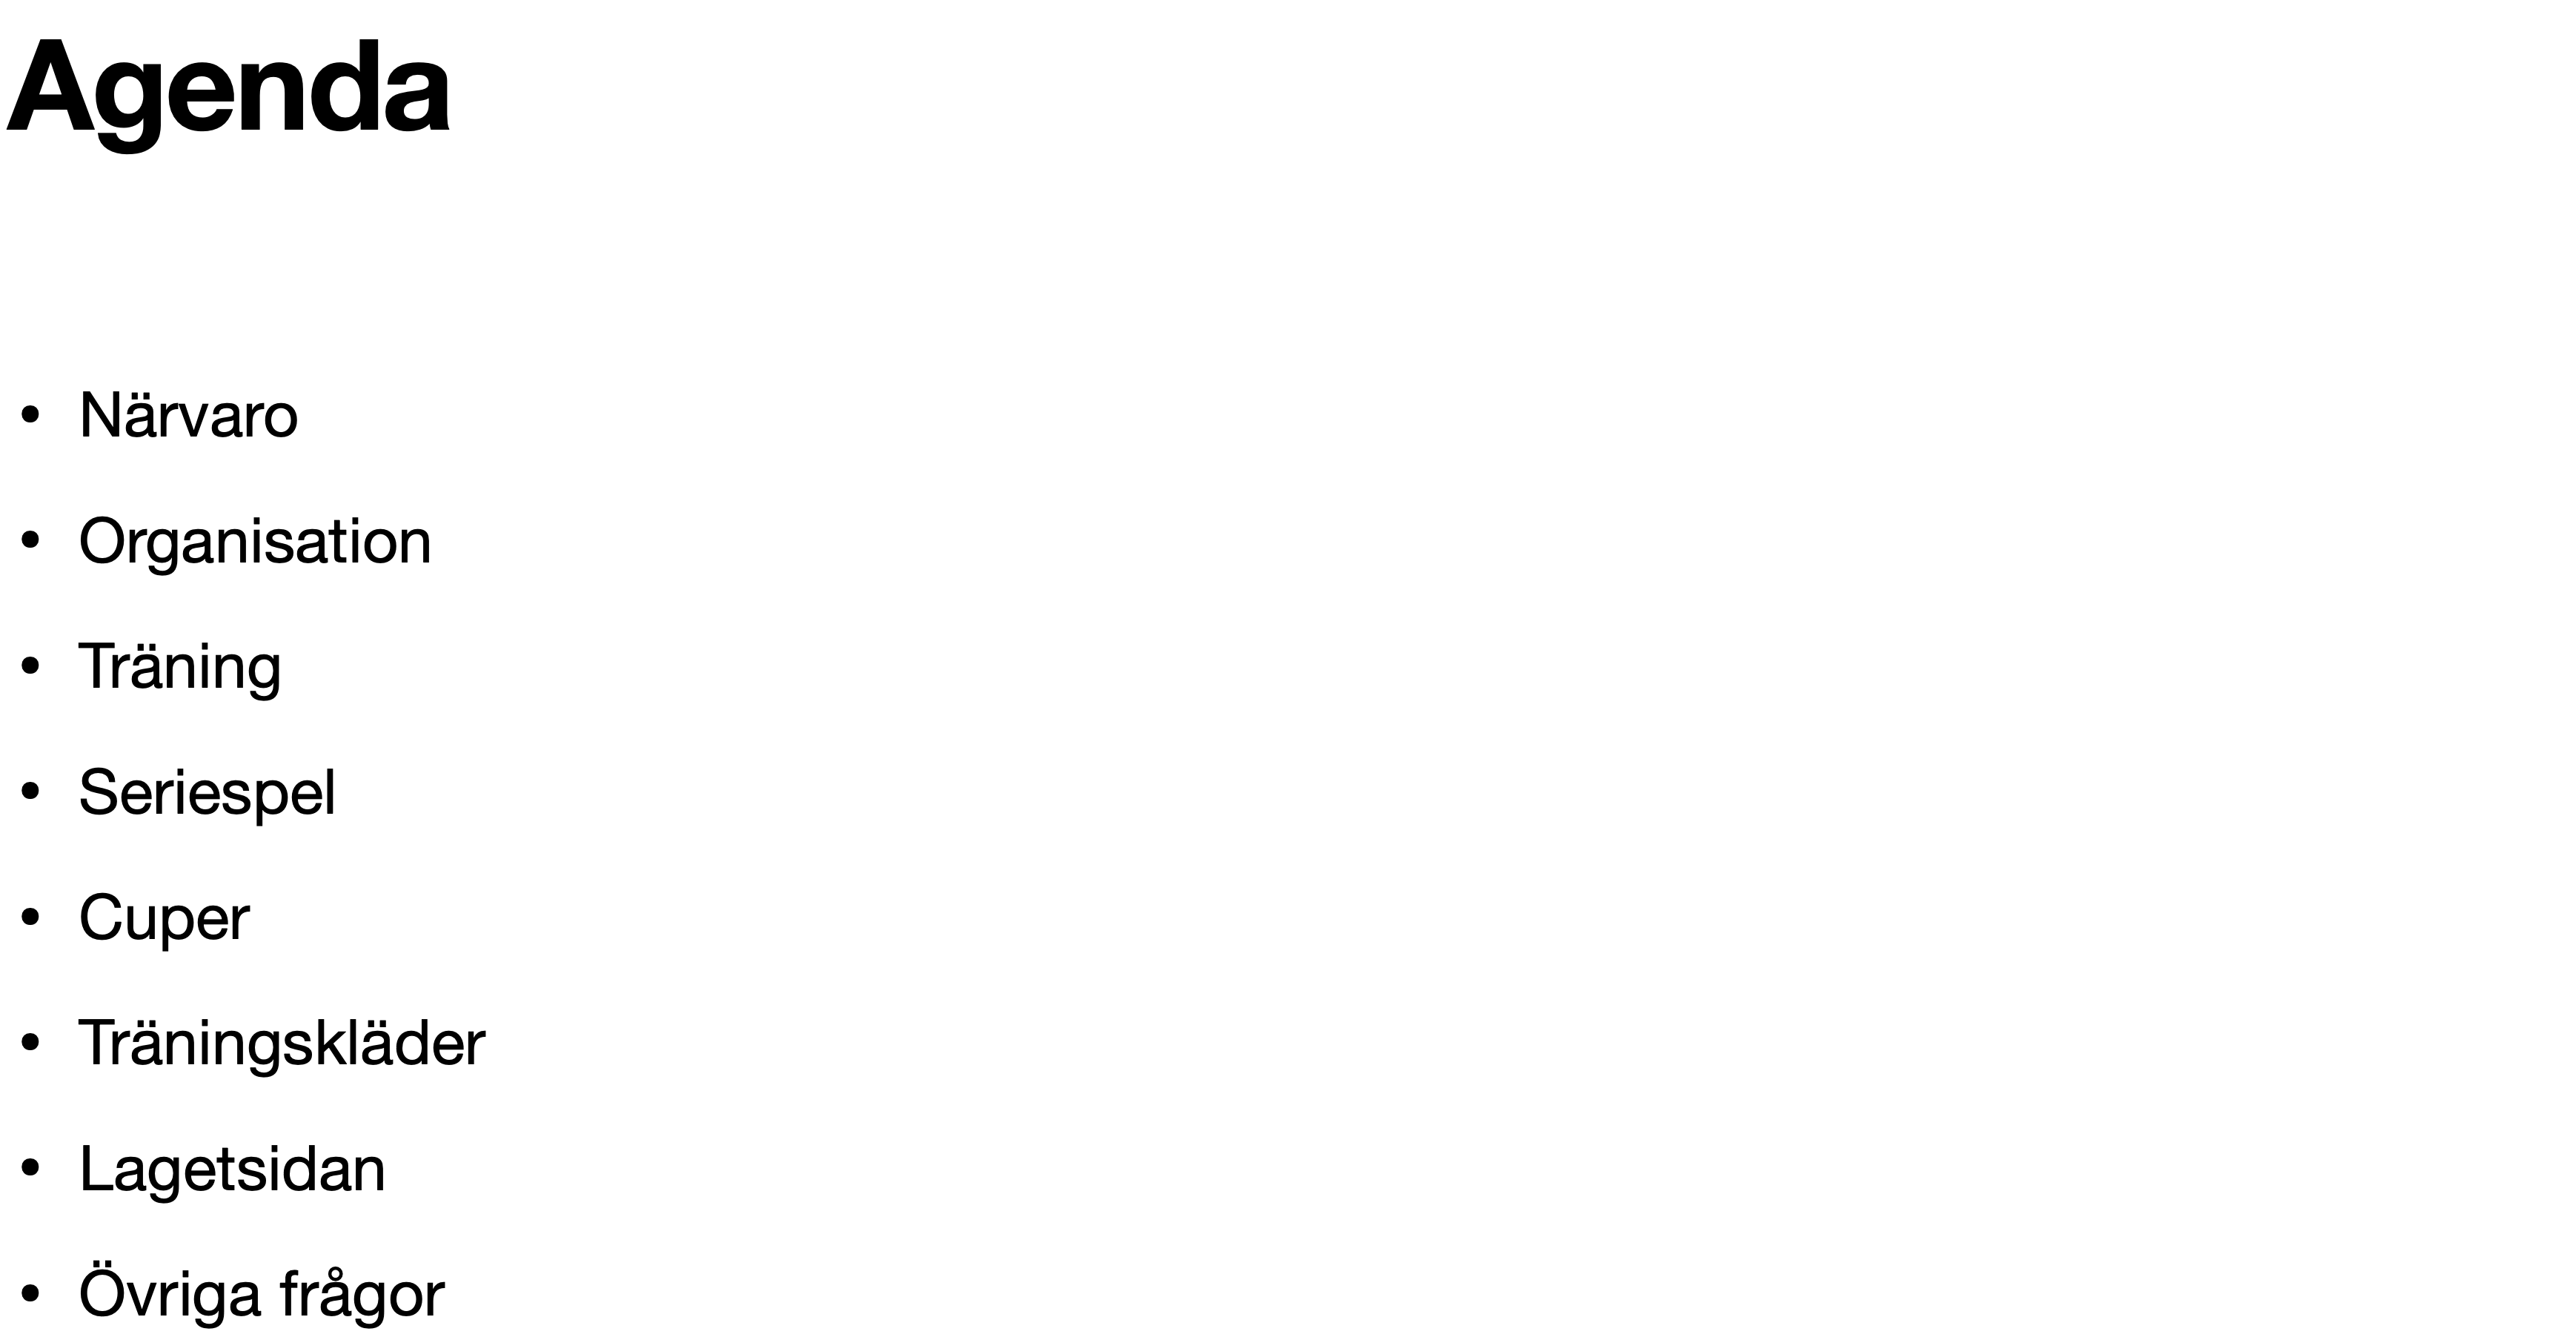 Agenda
• Närvaro
• Organisation
• Träning
• Seriespel
• Cuper
• Träningskläder
• Lagetsidan
• Övriga frågor